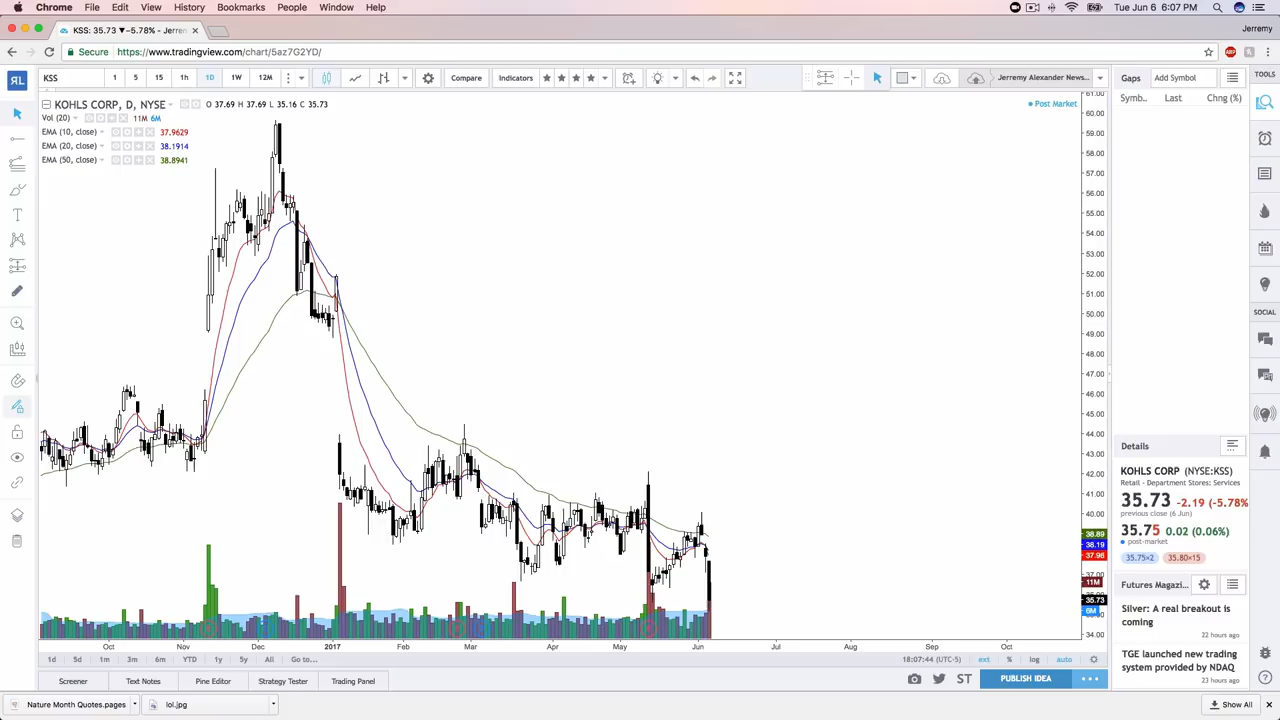 Chrome File Edit View History Bookmarks People Window Help Tue Jun 6 6:07 PM Jerremy
KSS: 35.73 ▼−5.78% - Jerren
Secure https://www.tradingview.com/chart/5az7G2YD/
KSS 1 5 15 1h 1D 1W 12M Compare Indicators Jerremy Alexander News... Gaps Add Symbol TOOLS
Symb... Last Chng (%)
KOHLS CORP, D, NYSE O 37.69 H 37.69 L 35.16 C 35.73
Post Market
Vol (20) 11M 6M
EMA (10, close) 37.9629
EMA (20, close) 38.1914
EMA (50, close) 38.8941
61.00
60.00
59.00
58.00
57.00
56.00
55.00
54.00
53.00
52.00
51.00
50.00
49.00
48.00
47.00
46.00
45.00
44.00
43.00
42.00
41.00
40.00
38.89
38.19
37.96
37.00
11M
35.73
6M
34.00
SOCIAL
Details
KOHLS CORP (NYSE:KSS)
Retail - Department Stores: Services
35.73 -2.19 (-5.78%)
previous close (6 Jun)
35.75 0.02 (0.06%)
post-market
35.75×2 35.80×15
Futures Magazi...
Silver: A real breakout is
coming
22 hours ago
TGE launched new trading
system provided by NDAQ
23 hours ago
Oct Nov Dec 2017 Feb Mar Apr May Jun Jul Aug Sep Oct
1d 5d 1m 3m 6m YTD 1y 5y All Go to... 18:07:44 (UTC-5) ext % log auto
Screener Text Notes Pine Editor Strategy Tester Trading Panel ST PUBLISH IDEA
Nature Month Quotes.pages lol.jpg Show All